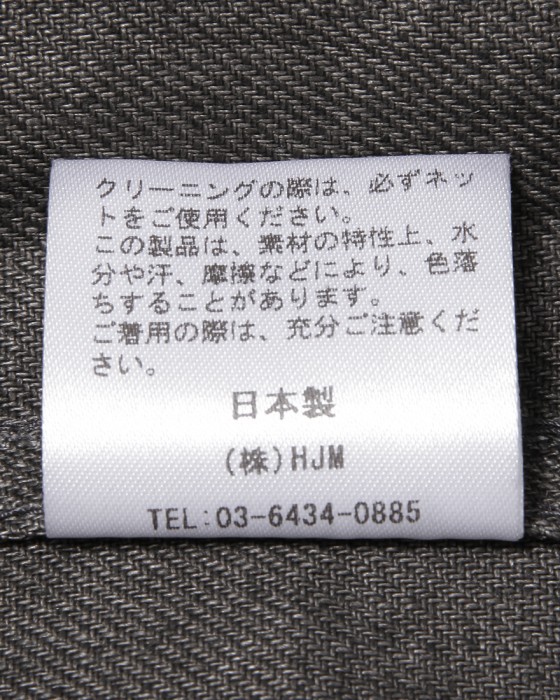 クリーニングの際は、必ずネッ
トをご使用ください。
この製品は、素材の特性上、水
分や汗、摩擦などにより、色落
ちすることがあります。
ご着用の際は、充分ご注意くだ
さい。
日本製
(株)HJM
TEL:03-6434-0885